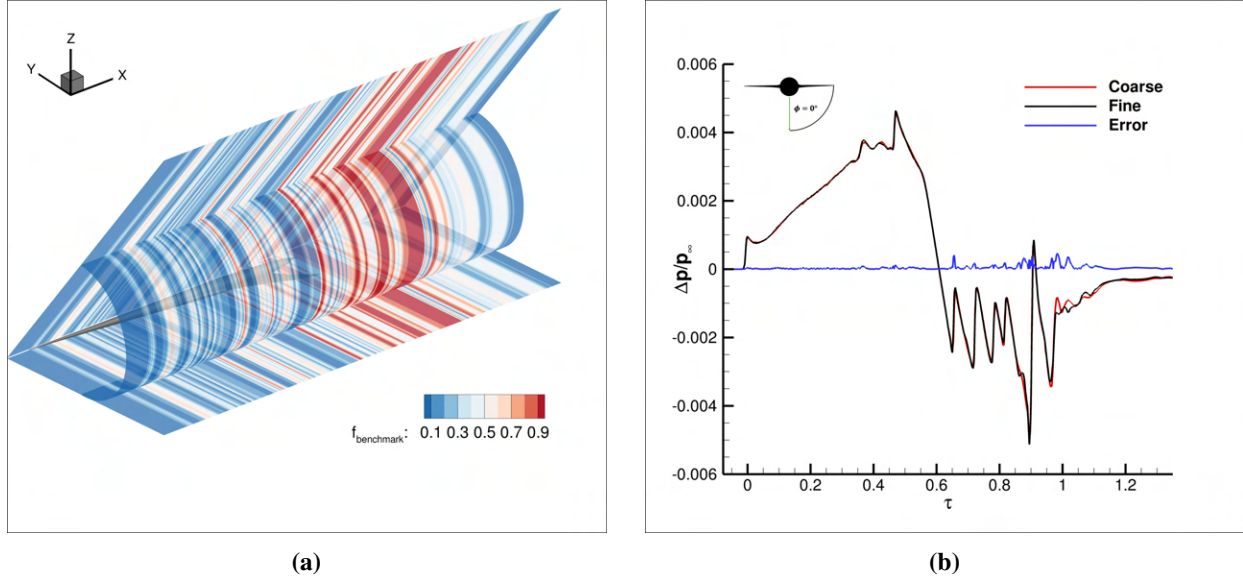 Z
Y
X
f_benchmark: 0.1 0.3 0.5 0.7 0.9
(a)
0.006
0.004
0.002
0
-0.002
-0.004
-0.006
Δp/p_∞
ϕ = 0°
Coarse
Fine
Error
0 0.2 0.4 0.6 0.8 1 1.2
τ
(b)